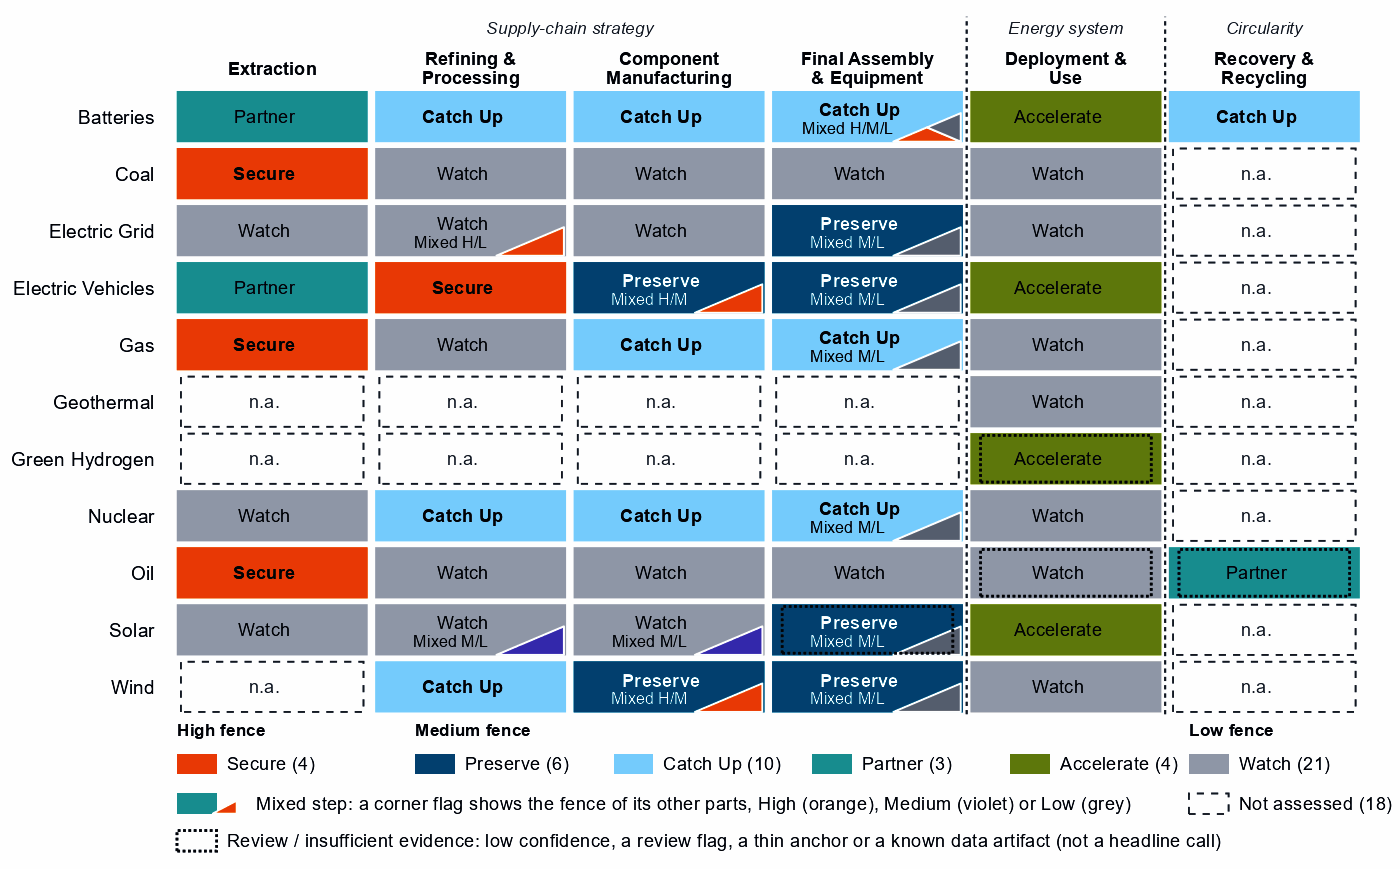 Supply-chain strategy Energy system Circularity
Extraction Refining & Processing Component Manufacturing Final Assembly & Equipment Deployment & Use Recovery & Recycling
Batteries Partner Catch Up Catch Up Catch Up Mixed H/M/L Accelerate Catch Up
Coal Secure Watch Watch Watch Watch n.a.
Electric Grid Watch Watch Mixed H/L Watch Preserve Mixed M/L Watch n.a.
Electric Vehicles Partner Secure Preserve Mixed H/M Preserve Mixed M/L Accelerate n.a.
Gas Secure Watch Catch Up Catch Up Mixed M/L Watch n.a.
Geothermal n.a. n.a. n.a. n.a. Watch n.a.
Green Hydrogen n.a. n.a. n.a. n.a. Accelerate n.a.
Nuclear Watch Catch Up Catch Up Catch Up Mixed M/L Watch n.a.
Oil Secure Watch Watch Watch Watch Partner
Solar Watch Watch Mixed M/L Watch Mixed M/L Preserve Mixed M/L Accelerate n.a.
Wind n.a. Catch Up Preserve Mixed H/M Preserve Mixed M/L Watch n.a.
High fence Medium fence Low fence
Secure (4) Preserve (6) Catch Up (10) Partner (3) Accelerate (4) Watch (21)
Mixed step: a corner flag shows the fence of its other parts, High (orange), Medium (violet) or Low (grey) Not assessed (18)
Review / insufficient evidence: low confidence, a review flag, a thin anchor or a known data artifact (not a headline call)